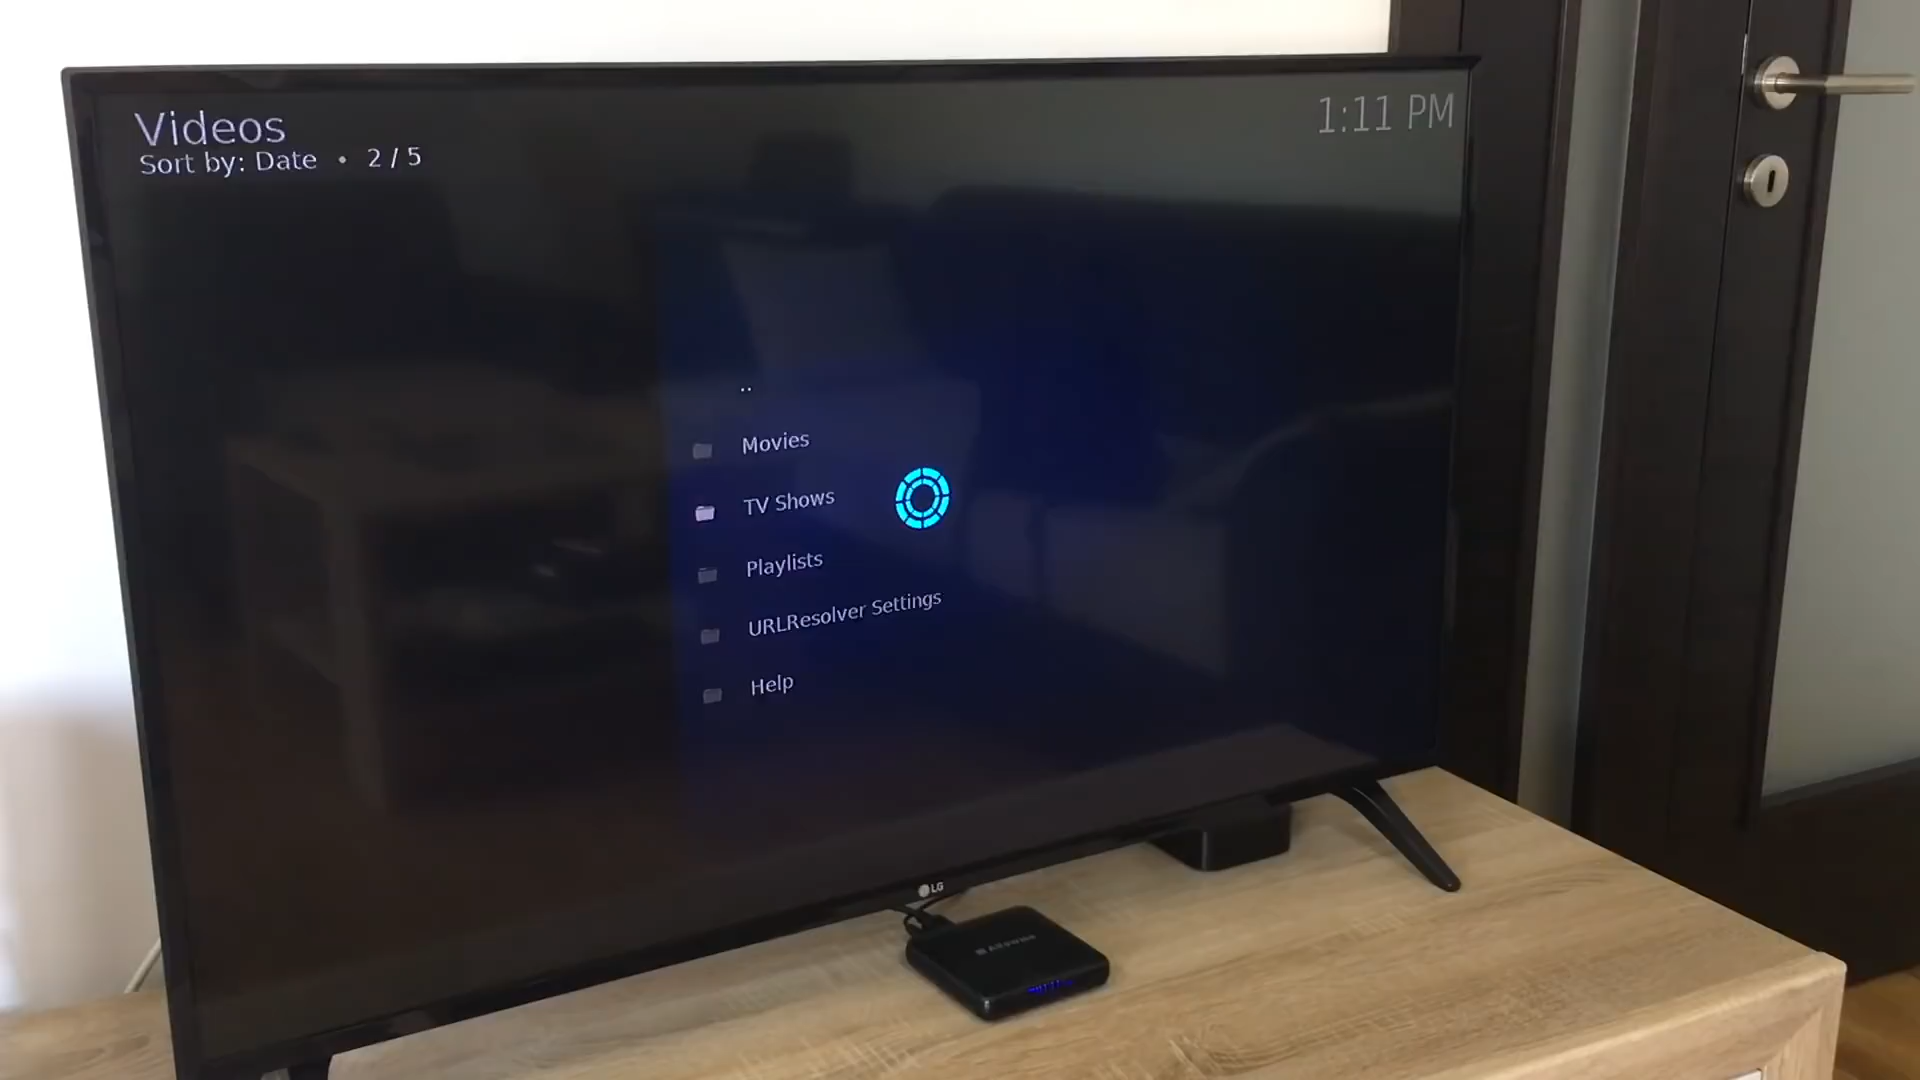 Videos
1:11 PM
Sort by: Date • 2 / 5
..
Movies
TV Shows
Playlists
URLResolver Settings
Help
LG